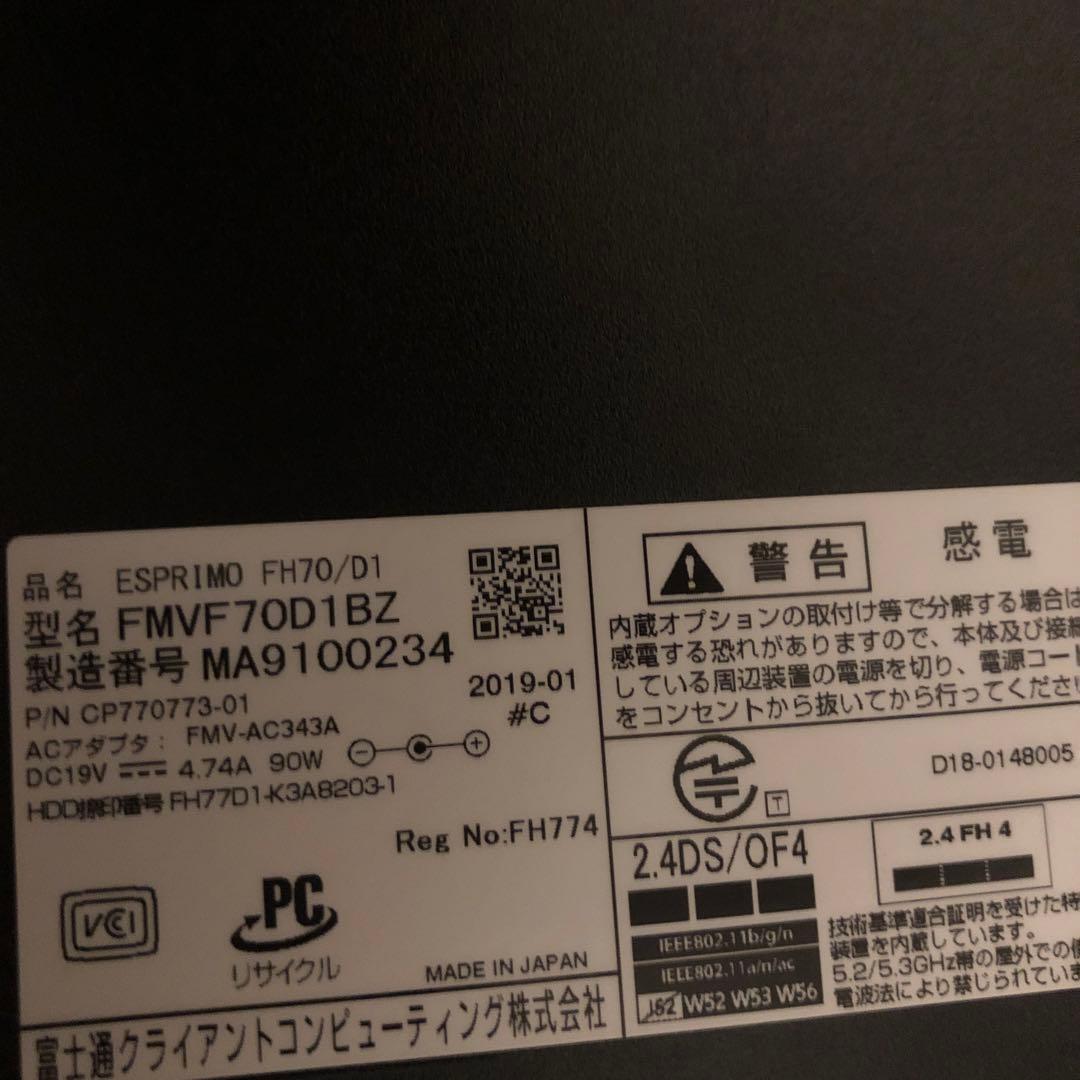 品名 ESPRIMO FH70/D1
型名 FMVF70D1BZ
製造番号 MA9100234
2019-01
#C
P/N CP770773-01
ACアダプタ： FMV-AC343A
DC19V 4.74A 90W
HDD捺印番号 FH77D1-K3A8203-1
Reg No:FH774
VCCI
PC
リサイクル
MADE IN JAPAN
富士通クライアントコンピューティング株式会社
警告
感電
内蔵オプションの取付け等で分解する場合は
感電する恐れがありますので、本体及び接続
している周辺装置の電源を切り、電源コード
をコンセントから抜いてから行ってくださ
T
D18-0148005
2.4DS/OF4
2.4 FH 4
IEEE802.11b/g/n
IEEE802.11a/n/ac
J52 W52 W53 W56
技術基準適合証明を受けた特
装置を内蔵しています。
5.2/5.3GHz帯の屋外での使
電波法により禁じられていま